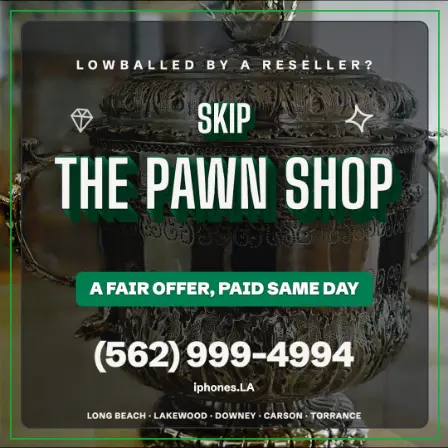 LOWBALLED BY A RESELLER?
SKIP
THE PAWN SHOP
A FAIR OFFER, PAID SAME DAY
(562) 999-4994
iphones.LA
LONG BEACH · LAKEWOOD · DOWNEY · CARSON · TORRANCE